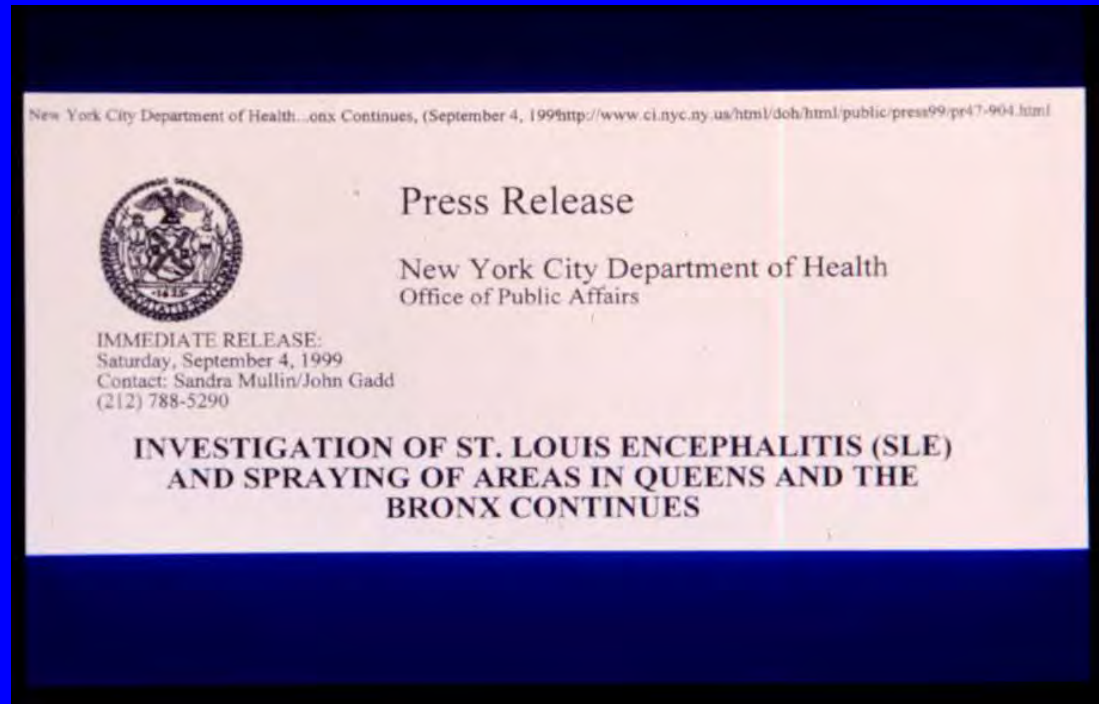 New York City Department of Health...onx Continues, (September 4, 1999http://www.ci.nyc.ny.us/html/doh/html/public/press99/pr47-904.html
Press Release
New York City Department of Health
Office of Public Affairs
IMMEDIATE RELEASE:
Saturday, September 4, 1999
Contact: Sandra Mullin/John Gadd
(212) 788-5290
INVESTIGATION OF ST. LOUIS ENCEPHALITIS (SLE)
AND SPRAYING OF AREAS IN QUEENS AND THE
BRONX CONTINUES